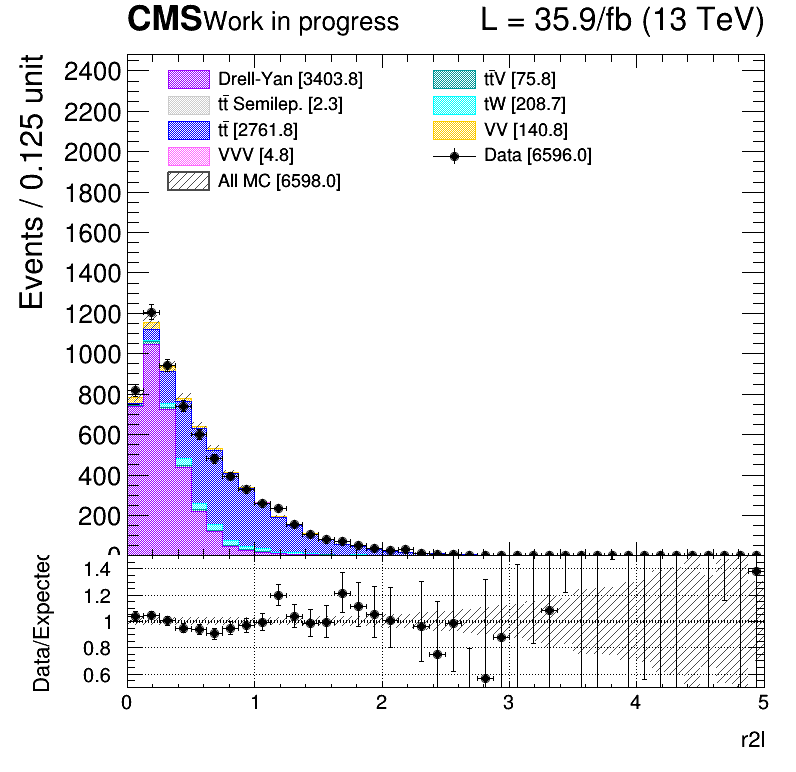 CMS Work in progress L = 35.9/fb (13 TeV)
Events / 0.125 unit
2400
2200
2000
1800
1600
1400
1200
1000
800
600
400
200
0
Drell-Yan [3403.8]
tt̄ Semilep. [2.3]
tt̄ [2761.8]
VVV [4.8]
All MC [6598.0]
tt̄V [75.8]
tW [208.7]
VV [140.8]
Data [6596.0]
Data/Expected
1.4
1.2
1
0.8
0.6
0 1 2 3 4 5
r2l